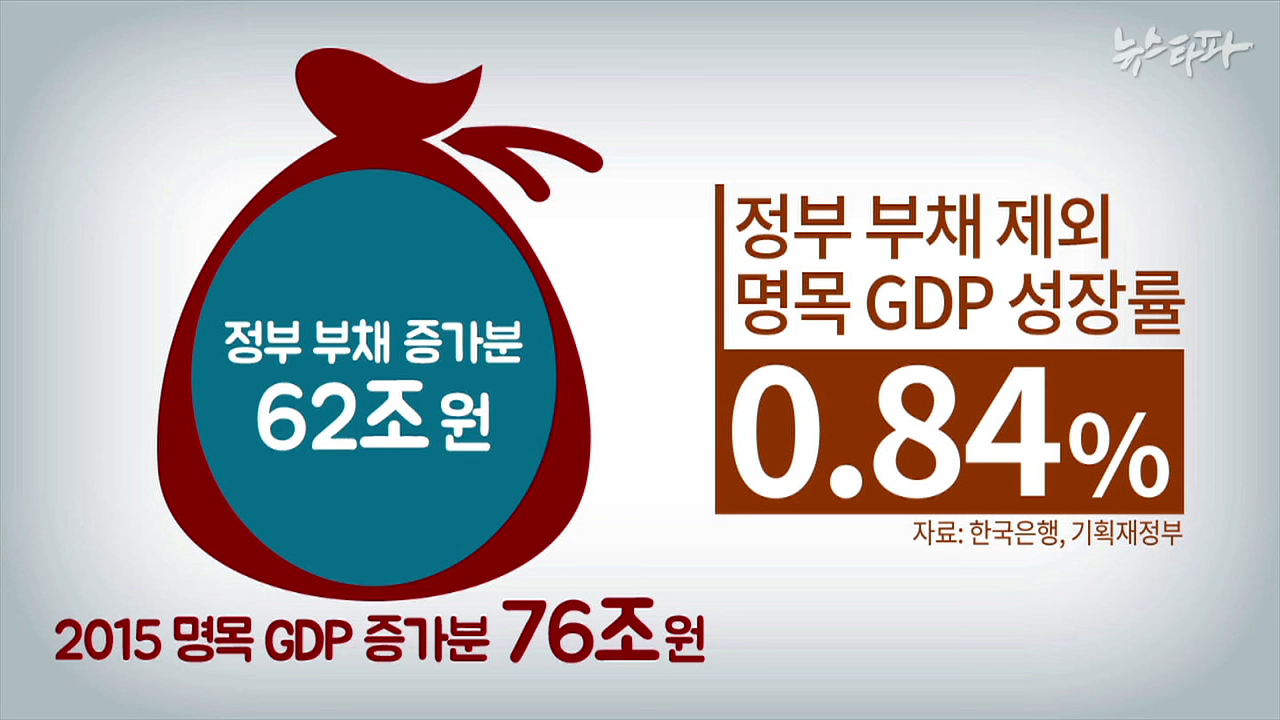 뉴스타파
정부 부채 증가분
62조 원
2015 명목 GDP 증가분 76조 원
정부 부채 제외
명목 GDP 성장률
0.84%
자료: 한국은행, 기획재정부